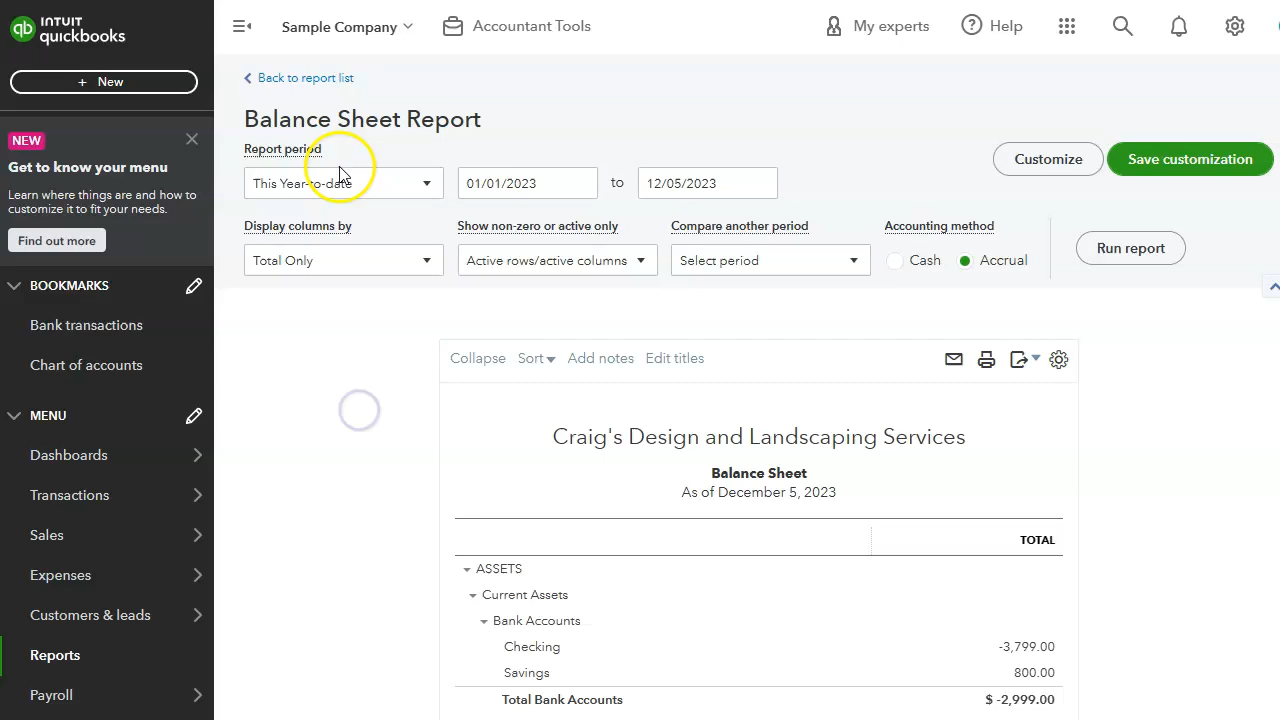 INTUIT
quickbooks
Sample Company
Accountant Tools
My experts
Help
+ New
Back to report list
NEW
Get to know your menu
Learn where things are and how to
customize it to fit your needs.
Find out more
Balance Sheet Report
Report period
This Year-to-date
01/01/2023
to
12/05/2023
Customize
Save customization
Display columns by
Show non-zero or active only
Compare another period
Accounting method
Total Only
Active rows/active columns
Select period
Cash
Accrual
Run report
BOOKMARKS
Bank transactions
Chart of accounts
MENU
Dashboards
Transactions
Sales
Expenses
Customers & leads
Reports
Payroll
Collapse
Sort
Add notes
Edit titles
Craig's Design and Landscaping Services
Balance Sheet
As of December 5, 2023
TOTAL
ASSETS
Current Assets
Bank Accounts
Checking -3,799.00
Savings 800.00
Total Bank Accounts $ -2,999.00